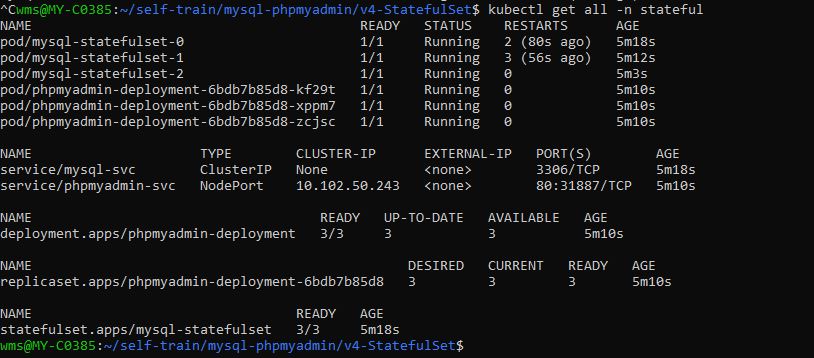 ^Cwms@MY-C0385:~/self-train/mysql-phpmyadmin/v4-StatefulSet$ kubectl get all -n stateful
NAME                                         READY   STATUS    RESTARTS      AGE
pod/mysql-statefulset-0                      1/1     Running   2 (80s ago)   5m18s
pod/mysql-statefulset-1                      1/1     Running   3 (56s ago)   5m12s
pod/mysql-statefulset-2                      1/1     Running   0             5m3s
pod/phpmyadmin-deployment-6bdb7b85d8-kf29t   1/1     Running   0             5m10s
pod/phpmyadmin-deployment-6bdb7b85d8-xppm7   1/1     Running   0             5m10s
pod/phpmyadmin-deployment-6bdb7b85d8-zcjsc   1/1     Running   0             5m10s
NAME                     TYPE        CLUSTER-IP      EXTERNAL-IP   PORT(S)        AGE
service/mysql-svc        ClusterIP   None            <none>        3306/TCP       5m18s
service/phpmyadmin-svc   NodePort    10.102.50.243   <none>        80:31887/TCP   5m10s
NAME                                    READY   UP-TO-DATE   AVAILABLE   AGE
deployment.apps/phpmyadmin-deployment   3/3     3            3           5m10s
NAME                                               DESIRED   CURRENT   READY   AGE
replicaset.apps/phpmyadmin-deployment-6bdb7b85d8   3         3         3       5m10s
NAME                                 READY   AGE
statefulset.apps/mysql-statefulset   3/3     5m18s
wms@MY-C0385:~/self-train/mysql-phpmyadmin/v4-StatefulSet$